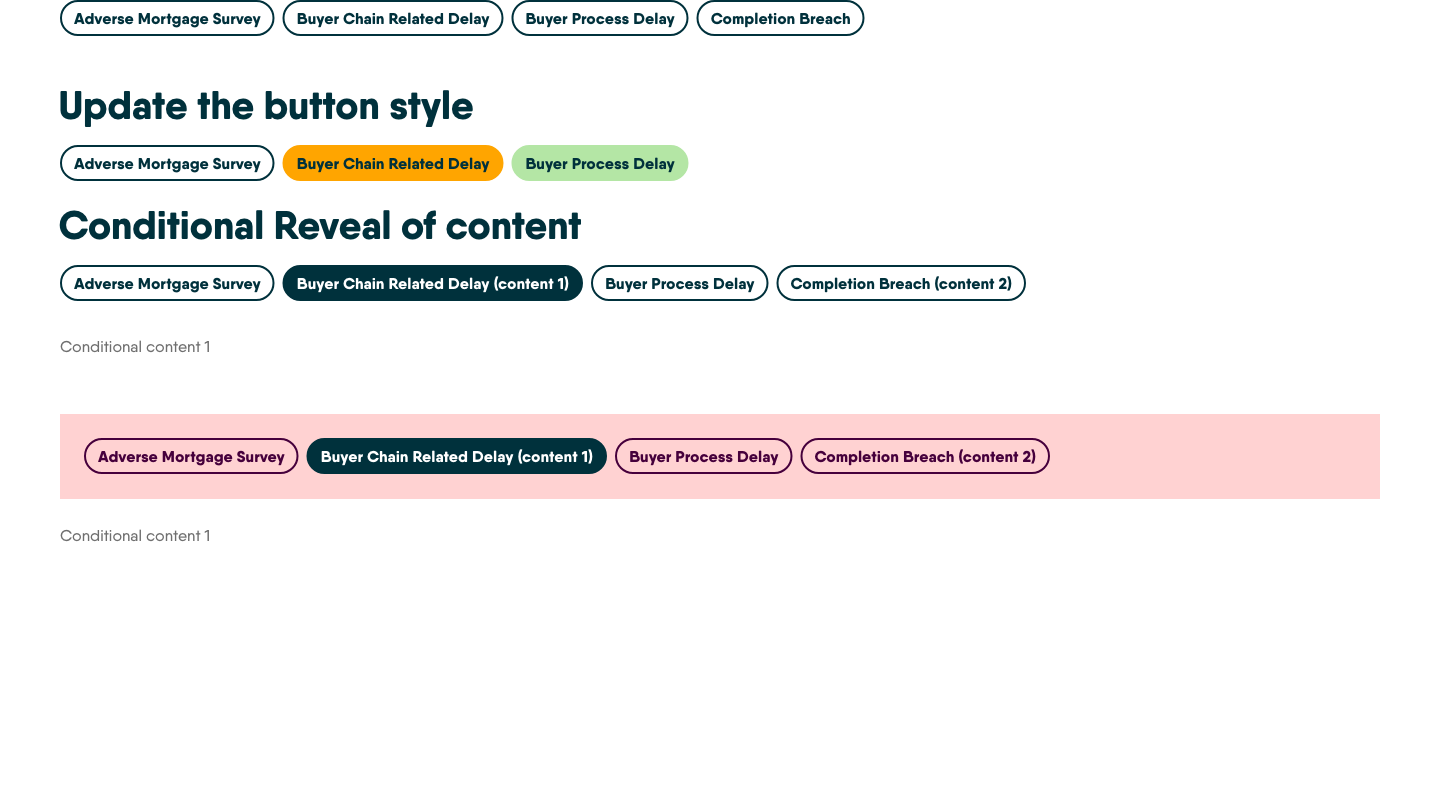 Adverse Mortgage Survey Buyer Chain Related Delay Buyer Process Delay Completion Breach
Update the button style
Adverse Mortgage Survey Buyer Chain Related Delay Buyer Process Delay
Conditional Reveal of content
Adverse Mortgage Survey Buyer Chain Related Delay (content 1) Buyer Process Delay Completion Breach (content 2)
Conditional content 1
Adverse Mortgage Survey Buyer Chain Related Delay (content 1) Buyer Process Delay Completion Breach (content 2)
Conditional content 1